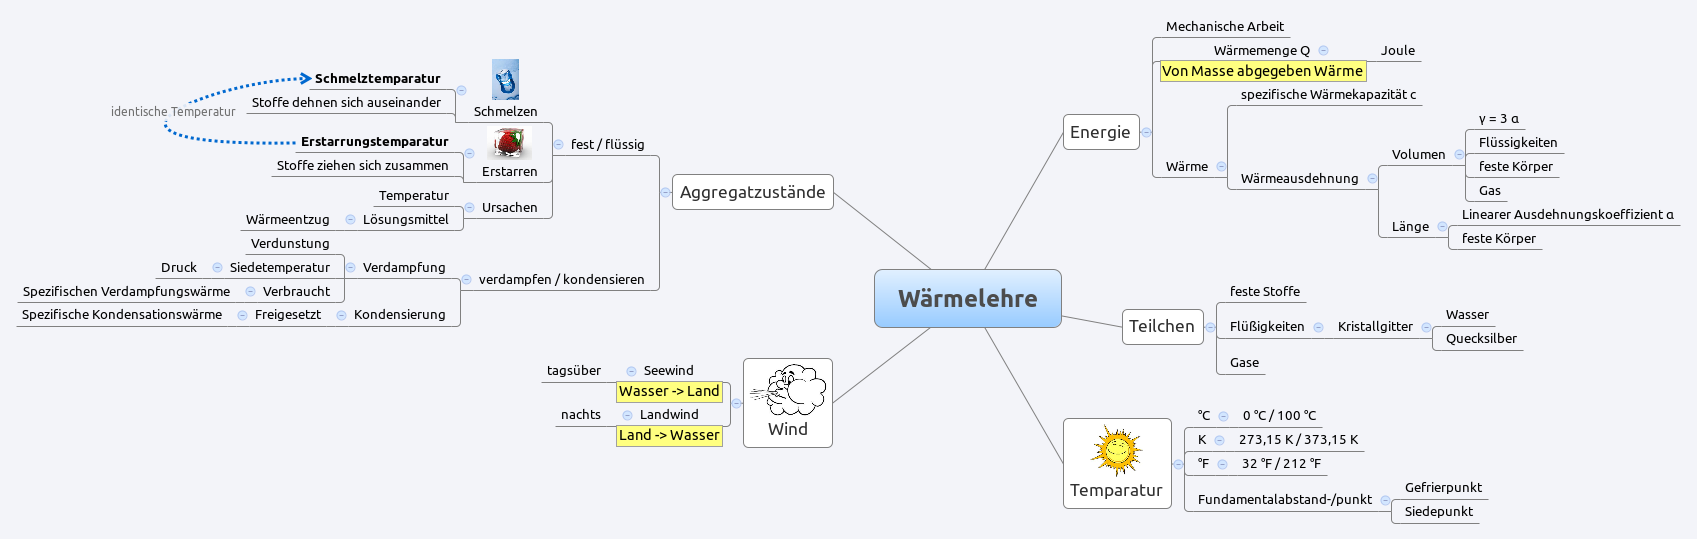 Wärmelehre
Energie
Mechanische Arbeit
Wärmemenge Q
Joule
Von Masse abgegeben Wärme
Wärme
spezifische Wärmekapazität c
Wärmeausdehnung
Volumen
γ = 3 α
Flüssigkeiten
feste Körper
Gas
Länge
Linearer Ausdehnungskoeffizient α
feste Körper
Teilchen
feste Stoffe
Flüßigkeiten
Kristallgitter
Wasser
Quecksilber
Gase
Temparatur
°C
0 °C / 100 °C
K
273,15 K / 373,15 K
°F
32 °F / 212 °F
Fundamentalabstand-/punkt
Gefrierpunkt
Siedepunkt
Aggregatzustände
fest / flüssig
Schmelzen
Schmelztemparatur
Stoffe dehnen sich auseinander
identische Temperatur
Erstarren
Erstarrungstemparatur
Stoffe ziehen sich zusammen
Ursachen
Temperatur
Lösungsmittel
Wärmeentzug
verdampfen / kondensieren
Verdampfung
Verdunstung
Siedetemperatur
Druck
Verbraucht
Spezifischen Verdampfungswärme
Kondensierung
Freigesetzt
Spezifische Kondensationswärme
Wind
Seewind
tagsüber
Wasser -> Land
Landwind
nachts
Land -> Wasser